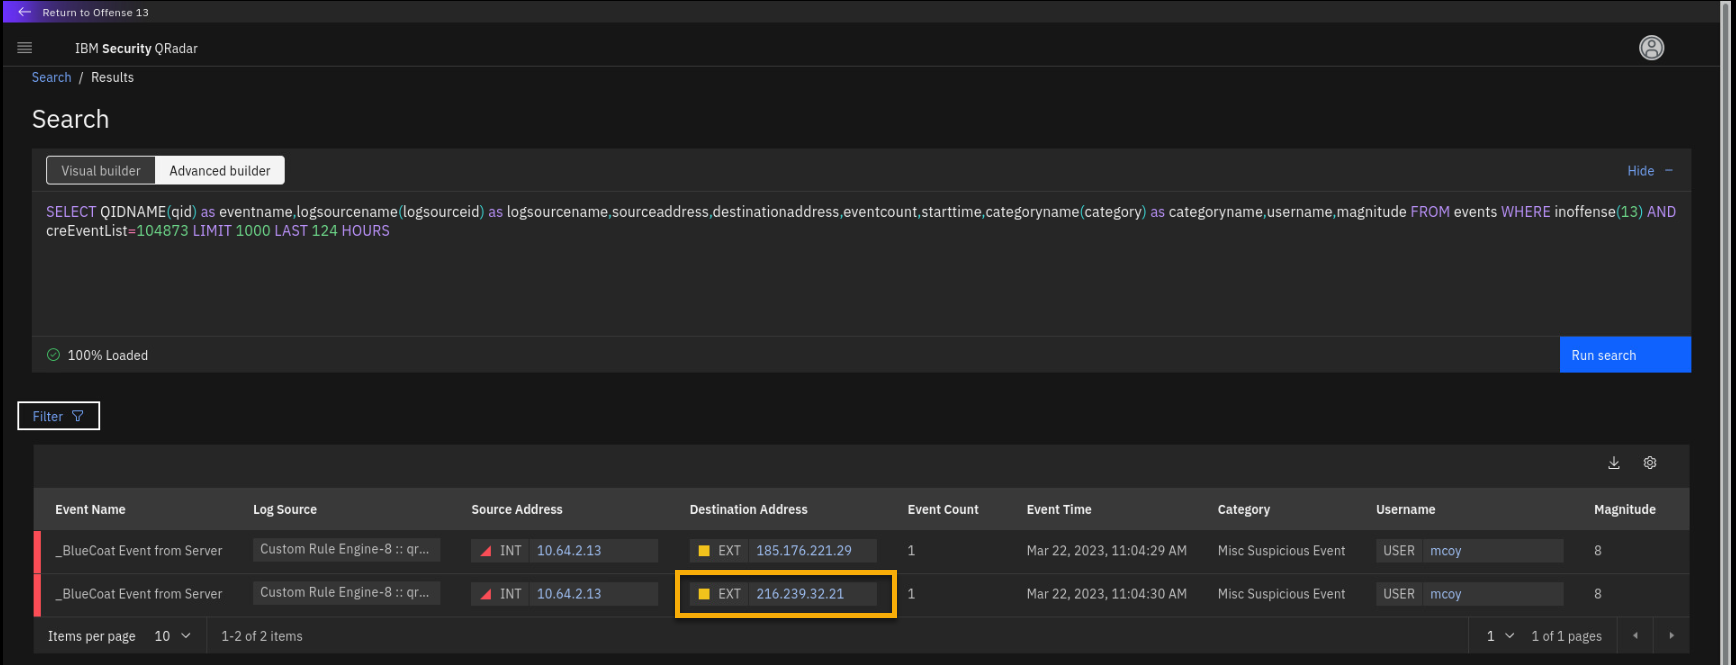 Return to Offense 13
IBM Security QRadar
Search / Results
Search
Visual builder Advanced builder Hide
SELECT QIDNAME(qid) as eventname,logsourcename(logsourceid) as logsourcename,sourceaddress,destinationaddress,eventcount,starttime,categoryname(category) as categoryname,username,magnitude FROM events WHERE inoffense(13) AND
creEventList=104873 LIMIT 1000 LAST 124 HOURS
100% Loaded Run search
Filter
Event Name Log Source Source Address Destination Address Event Count Event Time Category Username Magnitude
_BlueCoat Event from Server Custom Rule Engine-8 :: qr... INT 10.64.2.13 EXT 185.176.221.29 1 Mar 22, 2023, 11:04:29 AM Misc Suspicious Event USER mcoy 8
_BlueCoat Event from Server Custom Rule Engine-8 :: qr... INT 10.64.2.13 EXT 216.239.32.21 1 Mar 22, 2023, 11:04:30 AM Misc Suspicious Event USER mcoy 8
Items per page 10 1-2 of 2 items 1 1 of 1 pages